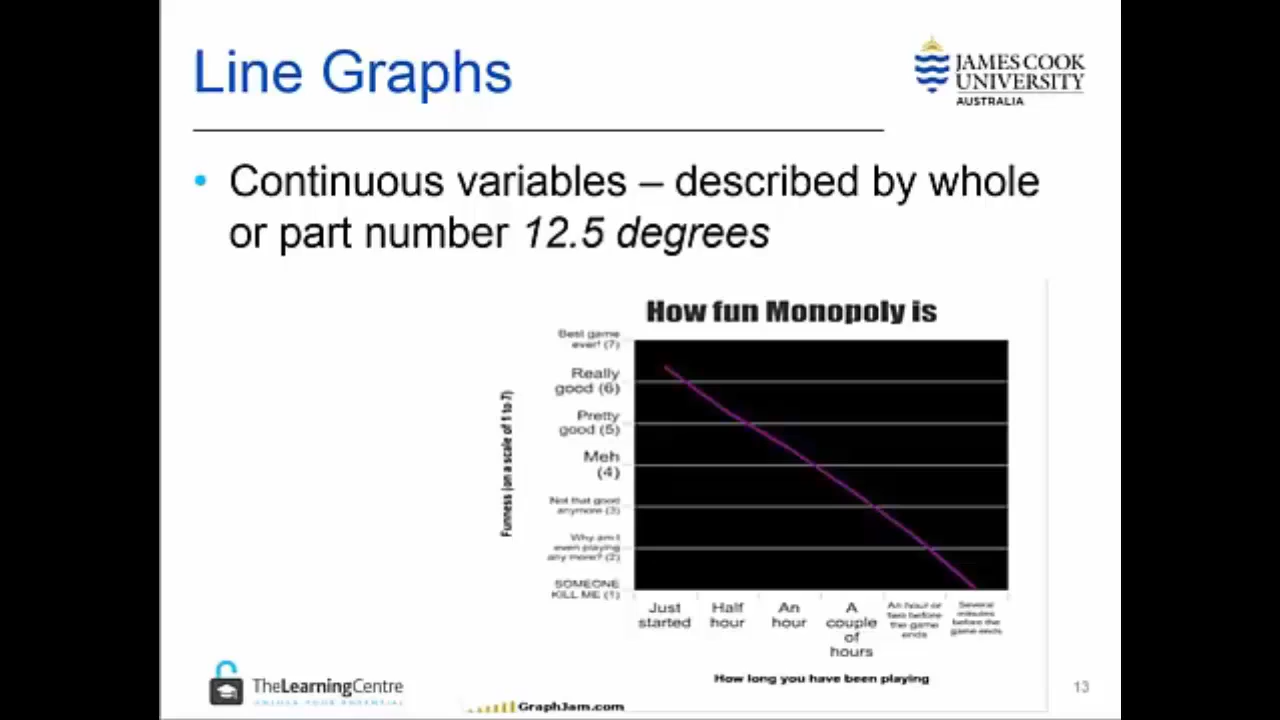 Line Graphs
JAMES COOK
UNIVERSITY
AUSTRALIA
• Continuous variables – described by whole
or part number 12.5 degrees
How fun Monopoly is
Best game
ever! (7)
Really
good (6)
Pretty
good (5)
Meh
(4)
Not that good
anymore (3)
Why am I
even playing
any more? (2)
SOMEONE
KILL ME (1)
Funness (on a scale of 1 to 7)
Just
started
Half
hour
An
hour
A
couple
of
hours
An hour or
two before
the game
ends
Several
minutes
before the
game ends
How long you have been playing
GraphJam.com
TheLearningCentre
UNLOCK YOUR POTENTIAL
13